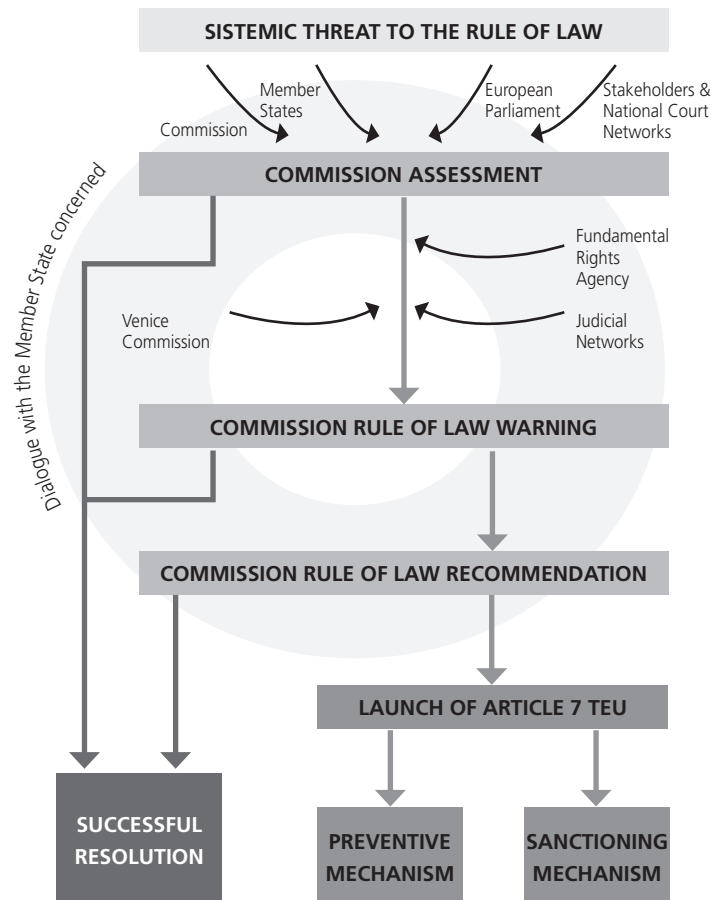 SISTEMIC THREAT TO THE RULE OF LAW
Commission
Member
States
European
Parliament
Stakeholders &
National Court
Networks
COMMISSION ASSESSMENT
Dialogue with the Member State concerned
Fundamental
Rights
Agency
Venice
Commission
Judicial
Networks
COMMISSION RULE OF LAW WARNING
COMMISSION RULE OF LAW RECOMMENDATION
LAUNCH OF ARTICLE 7 TEU
SUCCESSFUL
RESOLUTION
PREVENTIVE
MECHANISM
SANCTIONING
MECHANISM